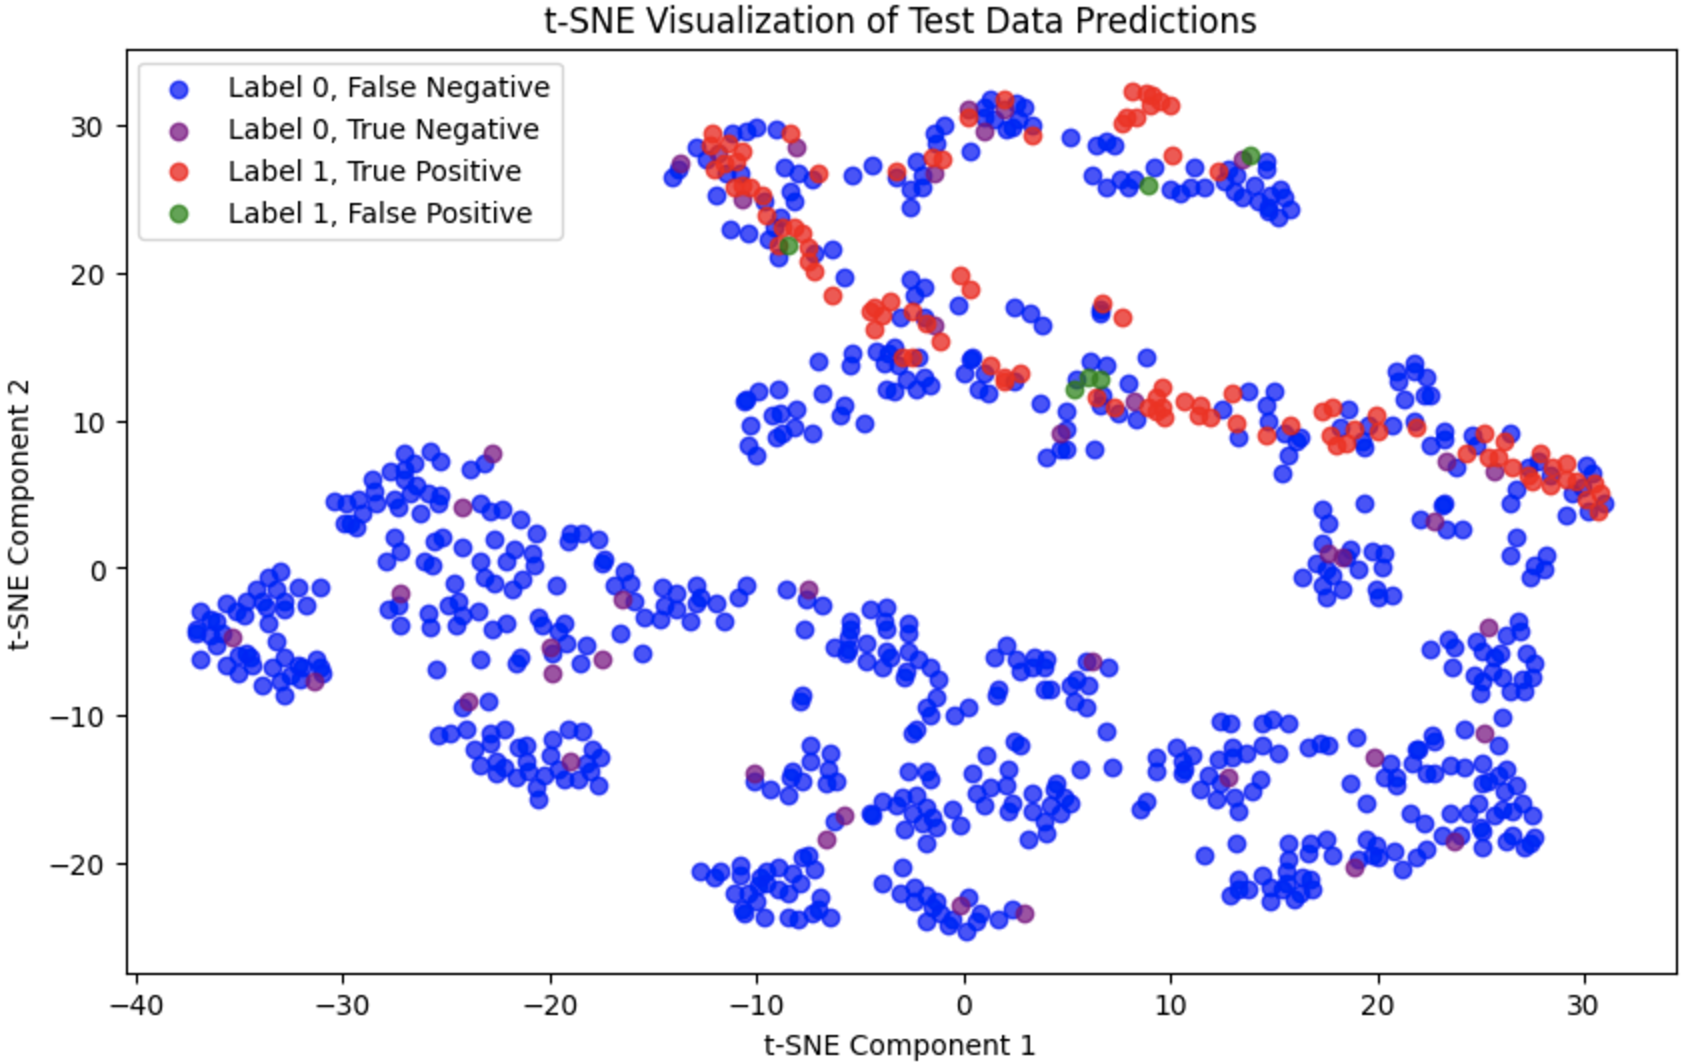 t-SNE Visualization of Test Data Predictions
Label 0, False Negative
Label 0, True Negative
Label 1, True Positive
Label 1, False Positive
t-SNE Component 2
30
20
10
0
−10
−20
−40
−30
−20
−10
0
10
20
30
t-SNE Component 1